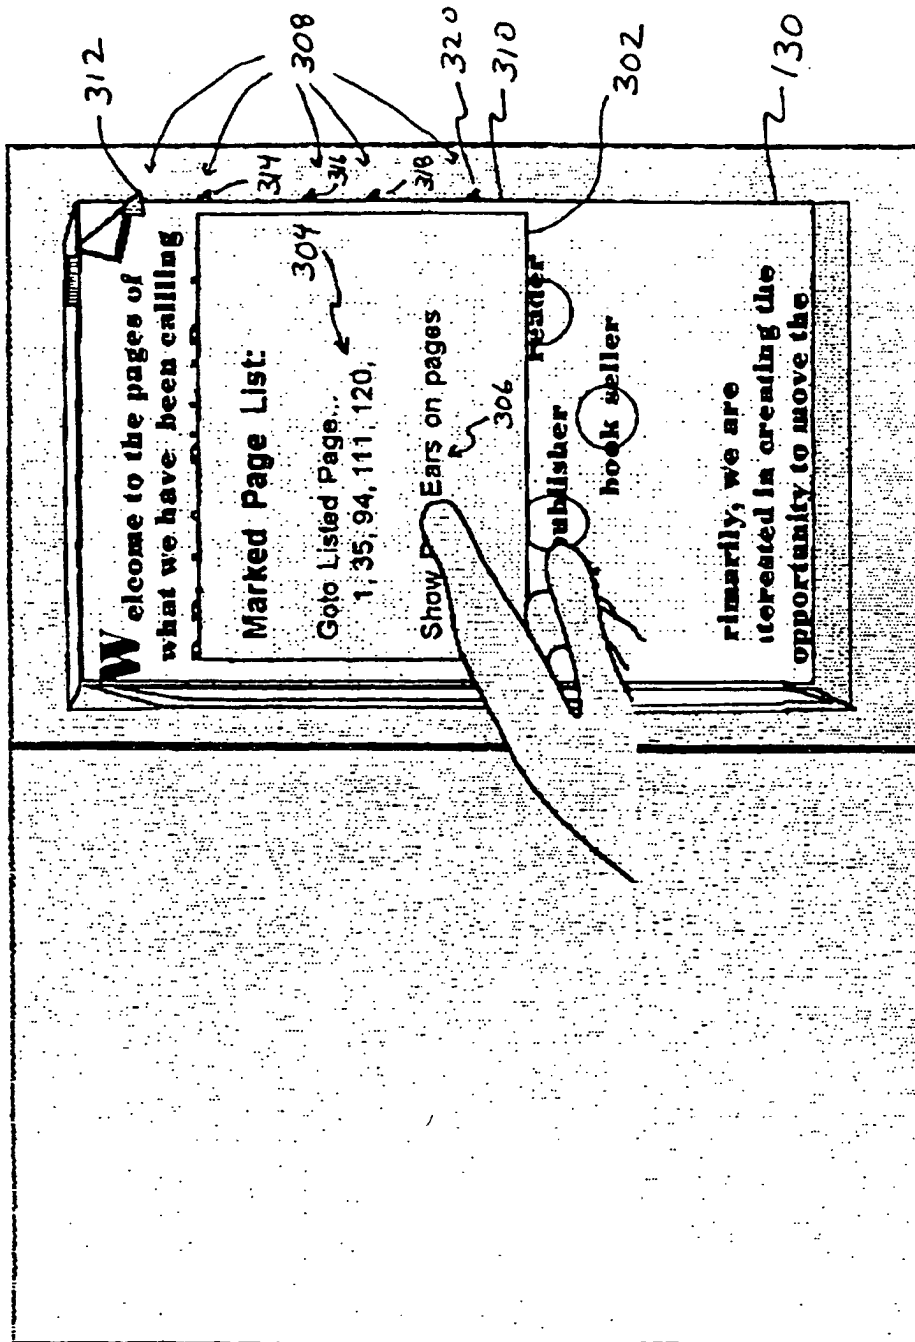 Welcome to the pages of
what we have been callling
Marked Page List:
Goto Listed Page...
1, 35, 94, 111, 120,
Show Ears on pages
reader
ublisher
book seller
rimarily, we are
iterested in creating the
opportunity to move the
312
308
314
316
318
320
310
302
130
304
306